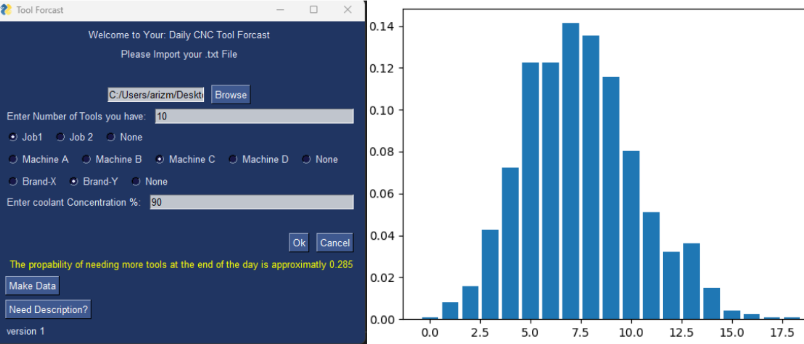 Tool Forcast
Welcome to Your: Daily CNC Tool Forcast
Please Import your .txt File
C:/Users/arizm/Deskto Browse
Enter Number of Tools you have: 10
Job1 Job 2 None
Machine A Machine B Machine C Machine D None
Brand-X Brand-Y None
Enter coolant Concentration %: 90
Ok Cancel
The propability of needing more tools at the end of the day is approximatly 0.285
Make Data
Need Description?
version 1
0.14
0.12
0.10
0.08
0.06
0.04
0.02
0.00
0.0 2.5 5.0 7.5 10.0 12.5 15.0 17.5